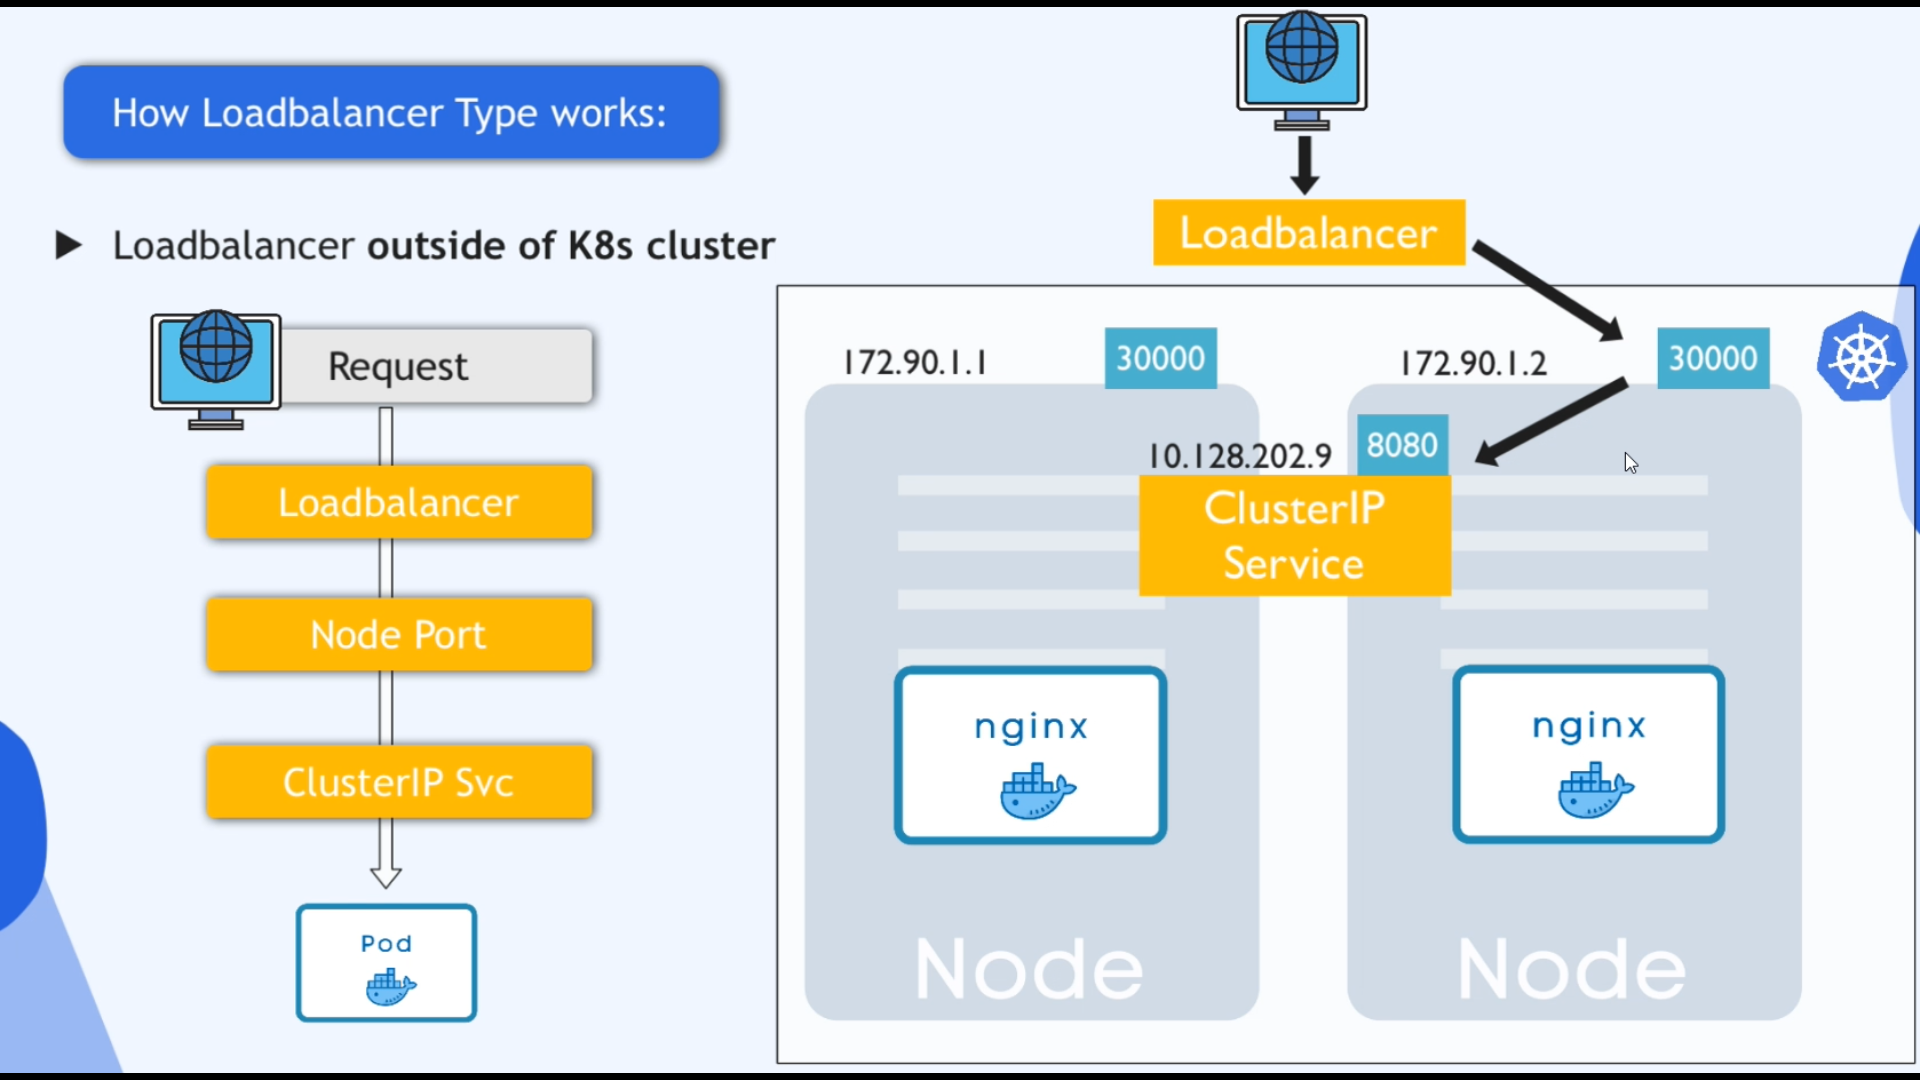 How Loadbalancer Type works:
Loadbalancer outside of K8s cluster
Request
Loadbalancer
Node Port
ClusterIP Svc
Pod
Loadbalancer
172.90.1.1
30000
172.90.1.2
30000
10.128.202.9
8080
ClusterIP
Service
nginx
nginx
Node
Node